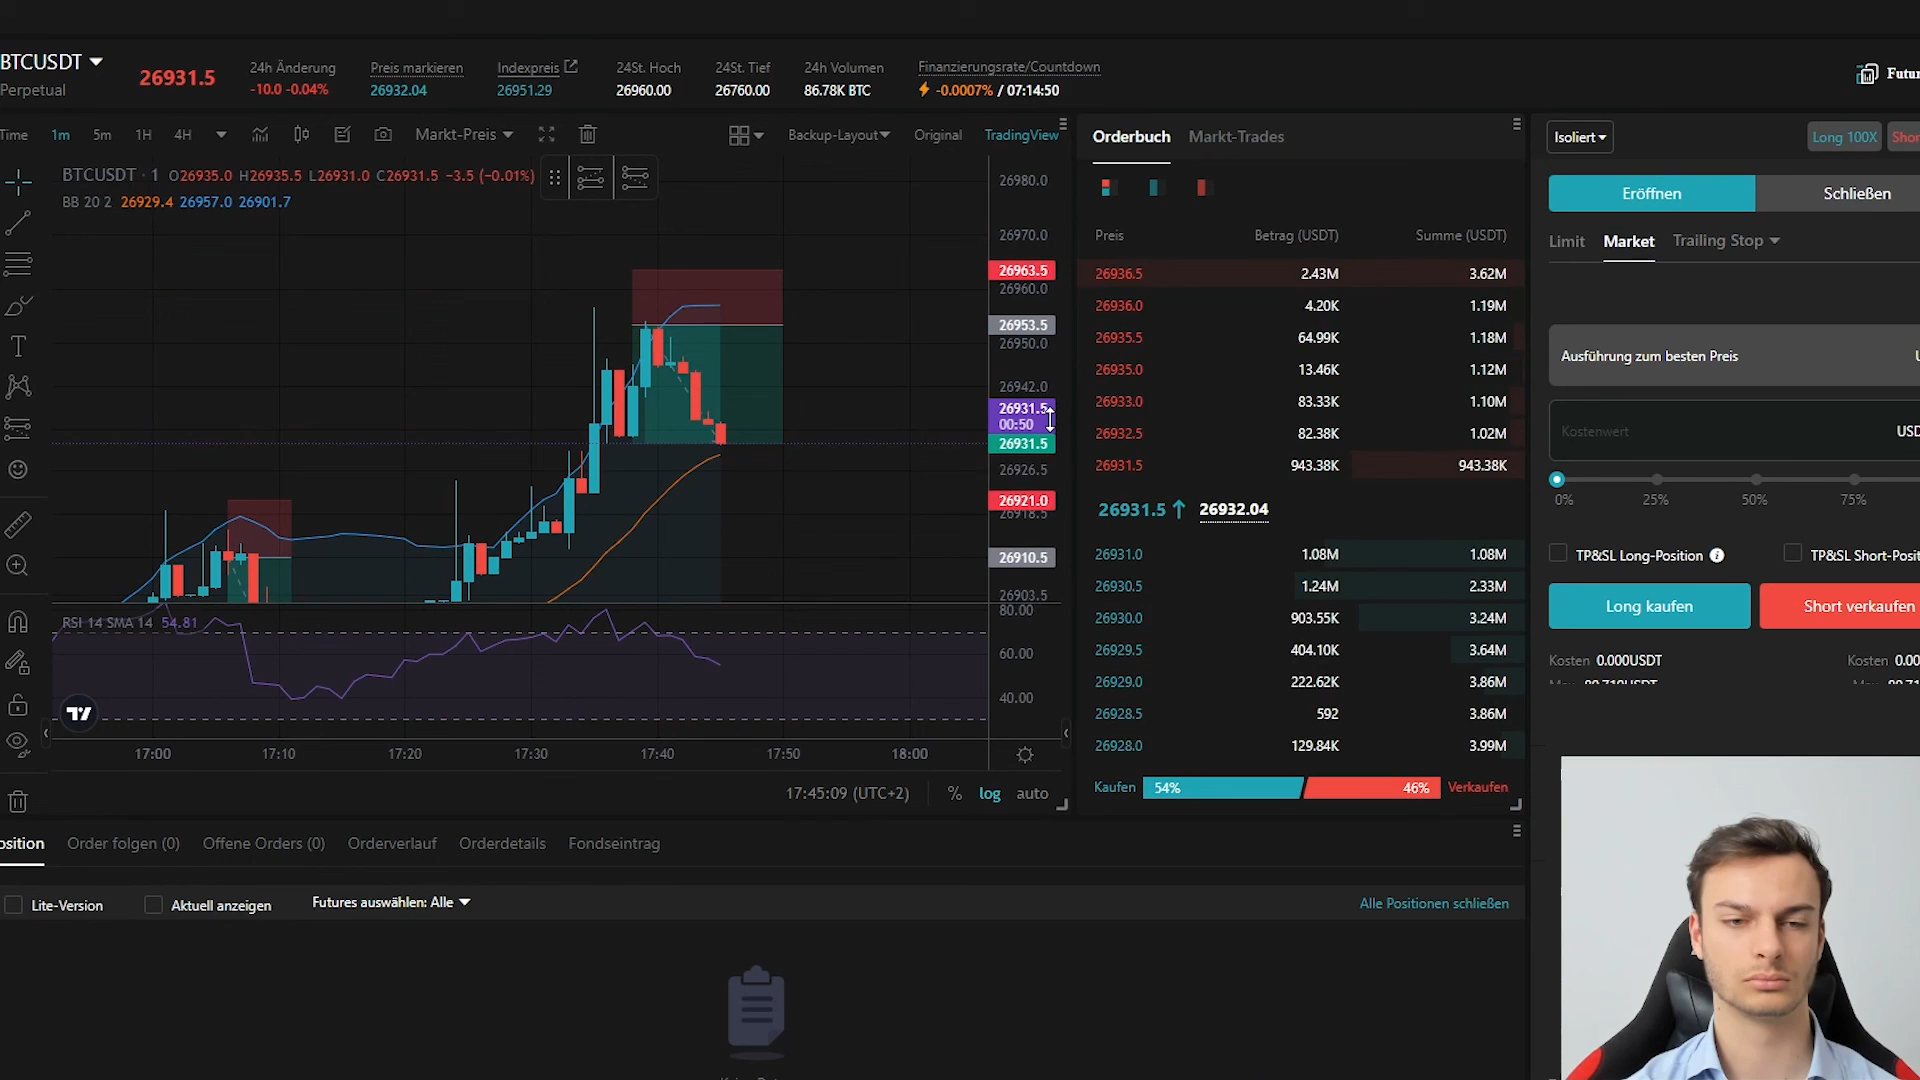 BTCUSDT
Perpetual
26931.5
24h Änderung
-10.0 -0.04%
Preis markieren
26932.04
Indexpreis
26951.29
24St. Hoch
26960.00
24St. Tief
26760.00
24h Volumen
86.78K BTC
Finanzierungsrate/Countdown
-0.0007% / 07:14:50
Time 1m 5m 1H 4H Markt-Preis Backup-Layout Original TradingView
BTCUSDT · 1 O26935.0 H26935.5 L26931.0 C26931.5 −3.5 (−0.01%)
BB 20 2 26929.4 26957.0 26901.7
26980.0
26970.0
26963.5
26960.0
26953.5
26950.0
26942.0
26931.5
00:50
26931.5
26926.5
26921.0
26918.5
26910.5
26903.5
RSI 14 SMA 14 54.81
80.00
60.00
40.00
17:00 17:10 17:20 17:30 17:40 17:50 18:00
17:45:09 (UTC+2) % log auto
Orderbuch Markt-Trades
Preis Betrag (USDT) Summe (USDT)
26936.5 2.43M 3.62M
26936.0 4.20K 1.19M
26935.5 64.99K 1.18M
26935.0 13.46K 1.12M
26933.0 83.33K 1.10M
26932.5 82.38K 1.02M
26931.5 943.38K 943.38K
26931.5 ↑ 26932.04
26931.0 1.08M 1.08M
26930.5 1.24M 2.33M
26930.0 903.55K 3.24M
26929.5 404.10K 3.64M
26929.0 222.62K 3.86M
26928.5 592 3.86M
26928.0 129.84K 3.99M
Kaufen 54% 46% Verkaufen
Isoliert Long 100X
Eröffnen Schließen
Limit Market Trailing Stop
Ausführung zum besten Preis
Kostenwert
0% 25% 50% 75%
TP&SL Long-Position
TP&SL Short-Posit
Long kaufen Short verkaufen
Kosten 0.000USDT Kosten 0.00
osition Order folgen (0) Offene Orders (0) Orderverlauf Orderdetails Fondseintrag
Lite-Version Aktuell anzeigen Futures auswählen: Alle Alle Positionen schließen